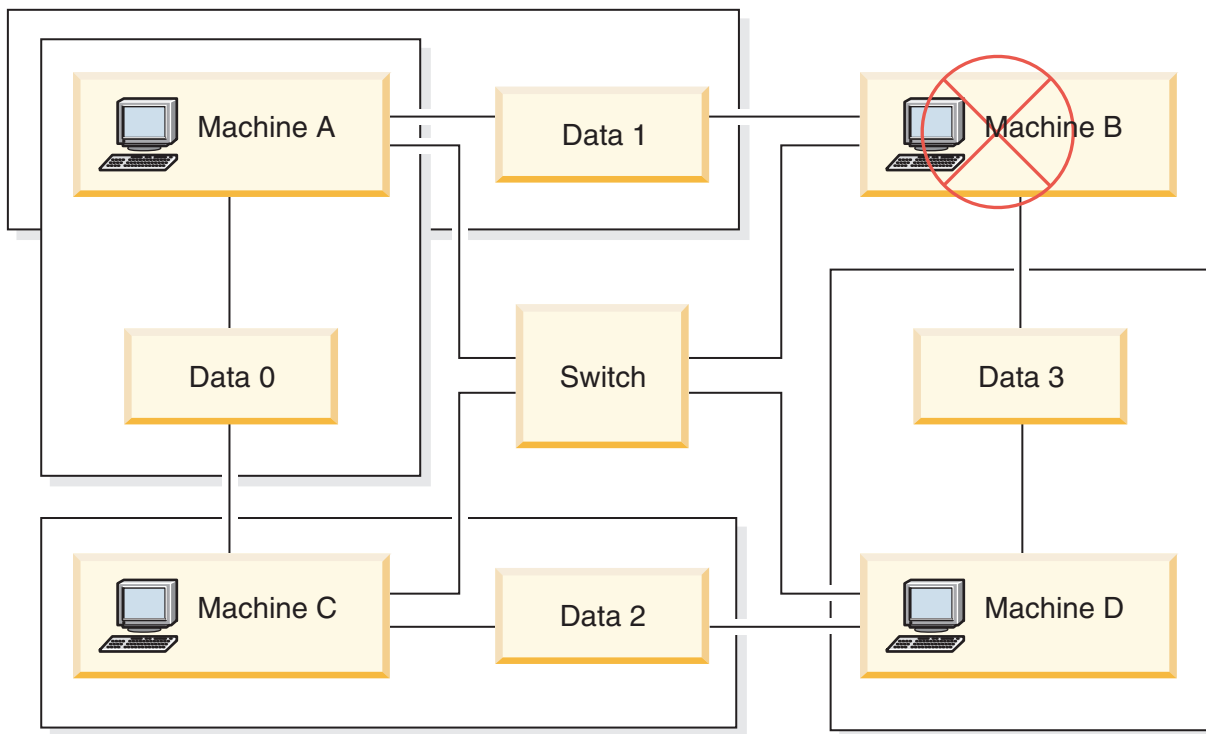 Machine A
Data 1
Machine B
Data 0
Switch
Data 3
Machine C
Data 2
Machine D